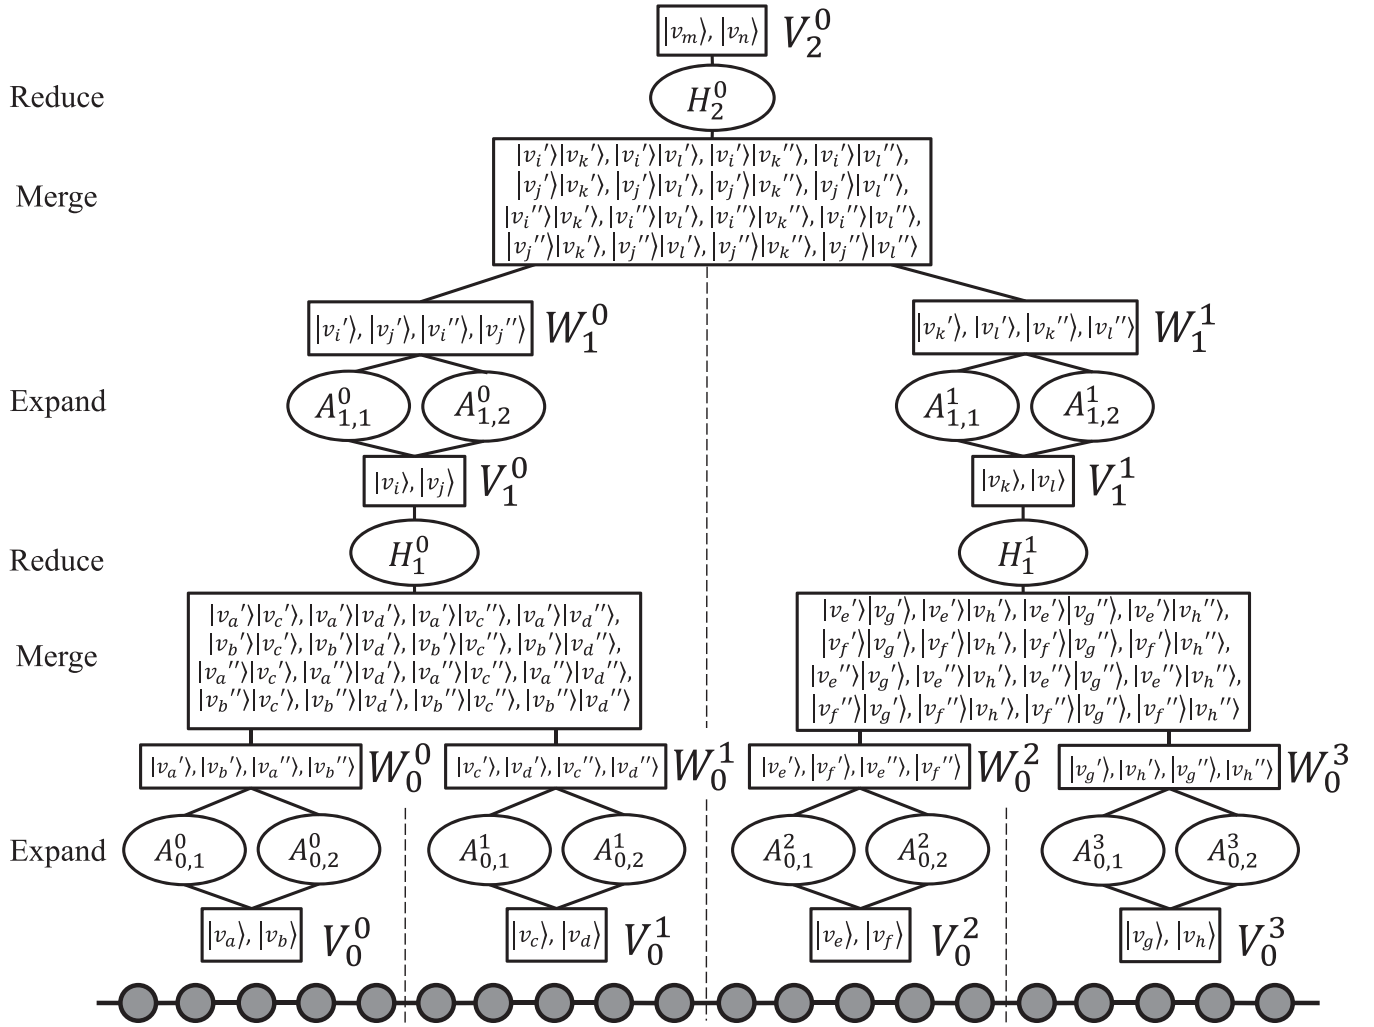 |v_m⟩, |v_n⟩ V_2^0
Reduce H_2^0
|v_i′⟩|v_k′⟩, |v_i′⟩|v_l′⟩, |v_i′⟩|v_k′′⟩, |v_i′⟩|v_l′′⟩,
Merge |v_j′⟩|v_k′⟩, |v_j′⟩|v_l′⟩, |v_j′⟩|v_k′′⟩, |v_j′⟩|v_l′′⟩,
|v_i′′⟩|v_k′⟩, |v_i′′⟩|v_l′⟩, |v_i′′⟩|v_k′′⟩, |v_i′′⟩|v_l′′⟩,
|v_j′′⟩|v_k′⟩, |v_j′′⟩|v_l′⟩, |v_j′′⟩|v_k′′⟩, |v_j′′⟩|v_l′′⟩
|v_i′⟩, |v_j′⟩, |v_i′′⟩, |v_j′′⟩ W_1^0 |v_k′⟩, |v_l′⟩, |v_k′′⟩, |v_l′′⟩ W_1^1
Expand A_{1,1}^0 A_{1,2}^0 A_{1,1}^1 A_{1,2}^1
|v_i⟩, |v_j⟩ V_1^0 |v_k⟩, |v_l⟩ V_1^1
Reduce H_1^0 H_1^1
|v_a′⟩|v_c′⟩, |v_a′⟩|v_d′⟩, |v_a′⟩|v_c′′⟩, |v_a′⟩|v_d′′⟩, |v_e′⟩|v_g′⟩, |v_e′⟩|v_h′⟩, |v_e′⟩|v_g′′⟩, |v_e′⟩|v_h′′⟩,
Merge |v_b′⟩|v_c′⟩, |v_b′⟩|v_d′⟩, |v_b′⟩|v_c′′⟩, |v_b′⟩|v_d′′⟩, |v_f′⟩|v_g′⟩, |v_f′⟩|v_h′⟩, |v_f′⟩|v_g′′⟩, |v_f′⟩|v_h′′⟩,
|v_a′′⟩|v_c′⟩, |v_a′′⟩|v_d′⟩, |v_a′′⟩|v_c′′⟩, |v_a′′⟩|v_d′′⟩, |v_e′′⟩|v_g′⟩, |v_e′′⟩|v_h′⟩, |v_e′′⟩|v_g′′⟩, |v_e′′⟩|v_h′′⟩,
|v_b′′⟩|v_c′⟩, |v_b′′⟩|v_d′⟩, |v_b′′⟩|v_c′′⟩, |v_b′′⟩|v_d′′⟩ |v_f′′⟩|v_g′⟩, |v_f′′⟩|v_h′⟩, |v_f′′⟩|v_g′′⟩, |v_f′′⟩|v_h′′⟩
|v_a′⟩, |v_b′⟩, |v_a′′⟩, |v_b′′⟩ W_0^0 |v_c′⟩, |v_d′⟩, |v_c′′⟩, |v_d′′⟩ W_0^1 |v_e′⟩, |v_f′⟩, |v_e′′⟩, |v_f′′⟩ W_0^2 |v_g′⟩, |v_h′⟩, |v_g′′⟩, |v_h′′⟩ W_0^3
Expand A_{0,1}^0 A_{0,2}^0 A_{0,1}^1 A_{0,2}^1 A_{0,1}^2 A_{0,2}^2 A_{0,1}^3 A_{0,2}^3
|v_a⟩, |v_b⟩ V_0^0 |v_c⟩, |v_d⟩ V_0^1 |v_e⟩, |v_f⟩ V_0^2 |v_g⟩, |v_h⟩ V_0^3